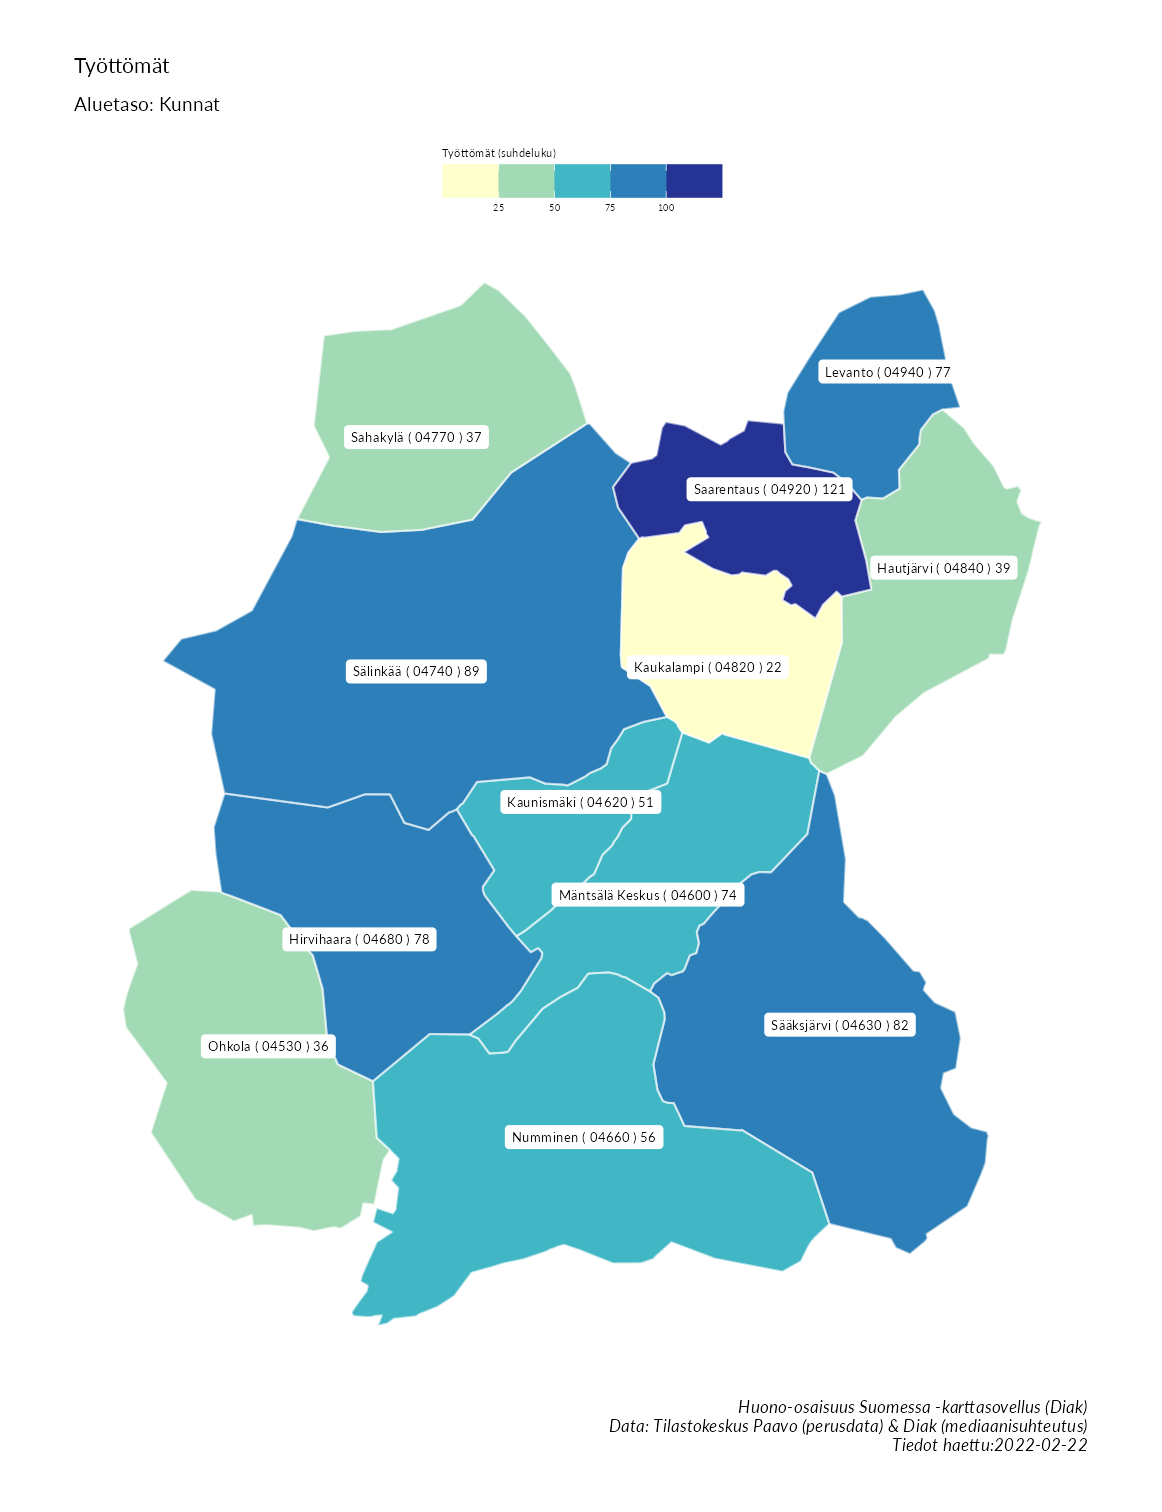 Työttömät
Aluetaso: Kunnat
Työttömät (suhdeluku)
25 50 75 100
Levanto ( 04940 ) 77
Sahakylä ( 04770 ) 37
Saarentaus ( 04920 ) 121
Hautjärvi ( 04840 ) 39
Sälinkää ( 04740 ) 89
Kaukalampi ( 04820 ) 22
Kaunismäki ( 04620 ) 51
Mäntsälä Keskus ( 04600 ) 74
Hirvihaara ( 04680 ) 78
Sääksjärvi ( 04630 ) 82
Ohkola ( 04530 ) 36
Numminen ( 04660 ) 56
Huono-osaisuus Suomessa -karttasovellus (Diak)
Data: Tilastokeskus Paavo (perusdata) & Diak (mediaanisuhteutus)
Tiedot haettu:2022-02-22